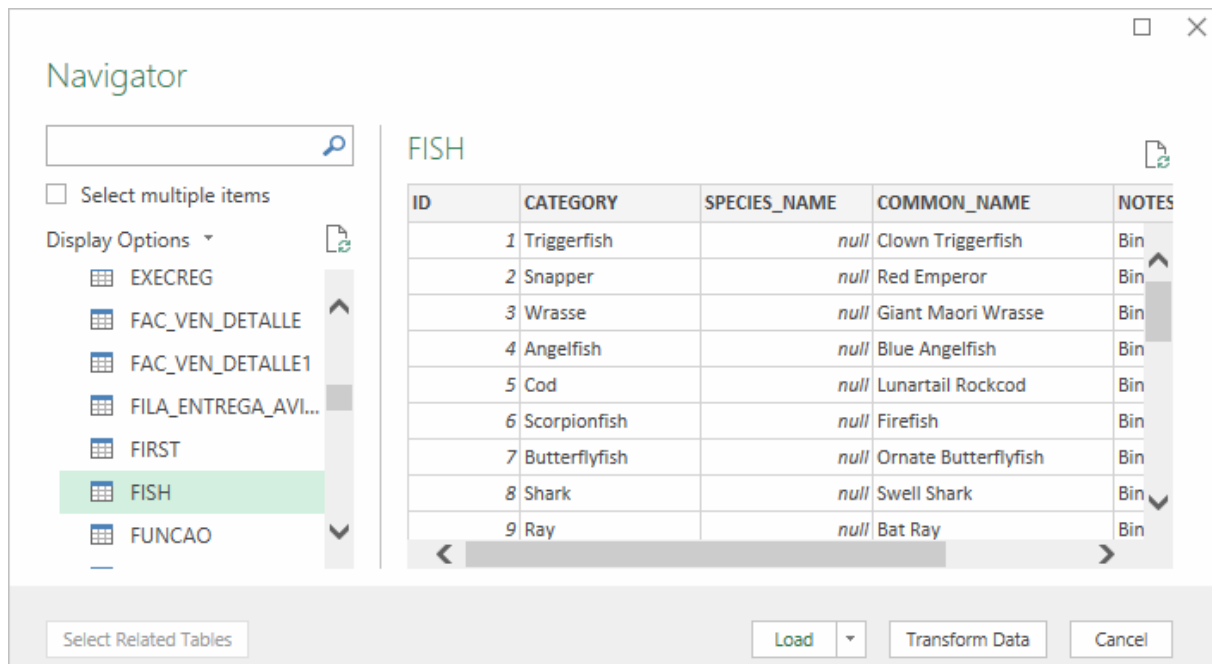 Navigator
Select multiple items
Display Options
EXECREG
FAC_VEN_DETALLE
FAC_VEN_DETALLE1
FILA_ENTREGA_AVI...
FIRST
FISH
FUNCAO
FISH
ID CATEGORY SPECIES_NAME COMMON_NAME NOTES
1 Triggerfish null Clown Triggerfish Bin
2 Snapper null Red Emperor Bin
3 Wrasse null Giant Maori Wrasse Bin
4 Angelfish null Blue Angelfish Bin
5 Cod null Lunartail Rockcod Bin
6 Scorpionfish null Firefish Bin
7 Butterflyfish null Ornate Butterflyfish Bin
8 Shark null Swell Shark Bin
9 Ray null Bat Ray Bin
Select Related Tables Load Transform Data Cancel